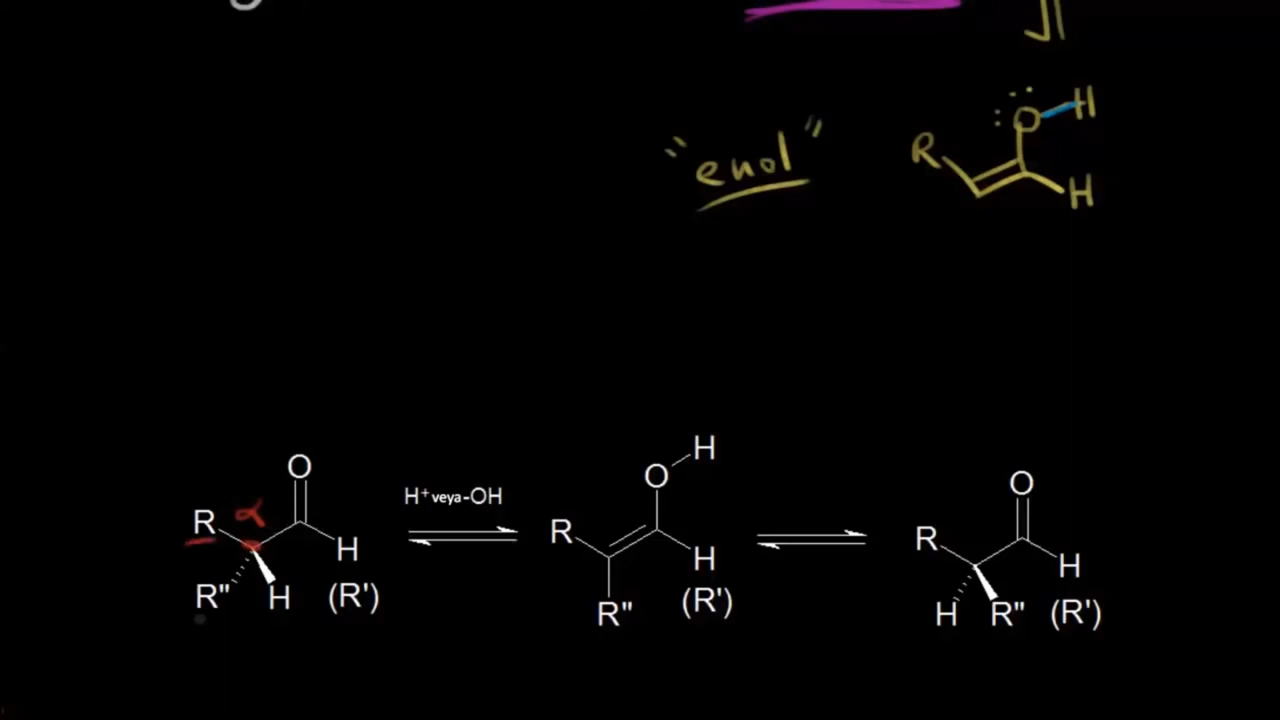 O H
"enol" R
H
H
O O
H⁺veya-OH O
R α R R
H H H
R" H (R') R" (R') H R" (R')